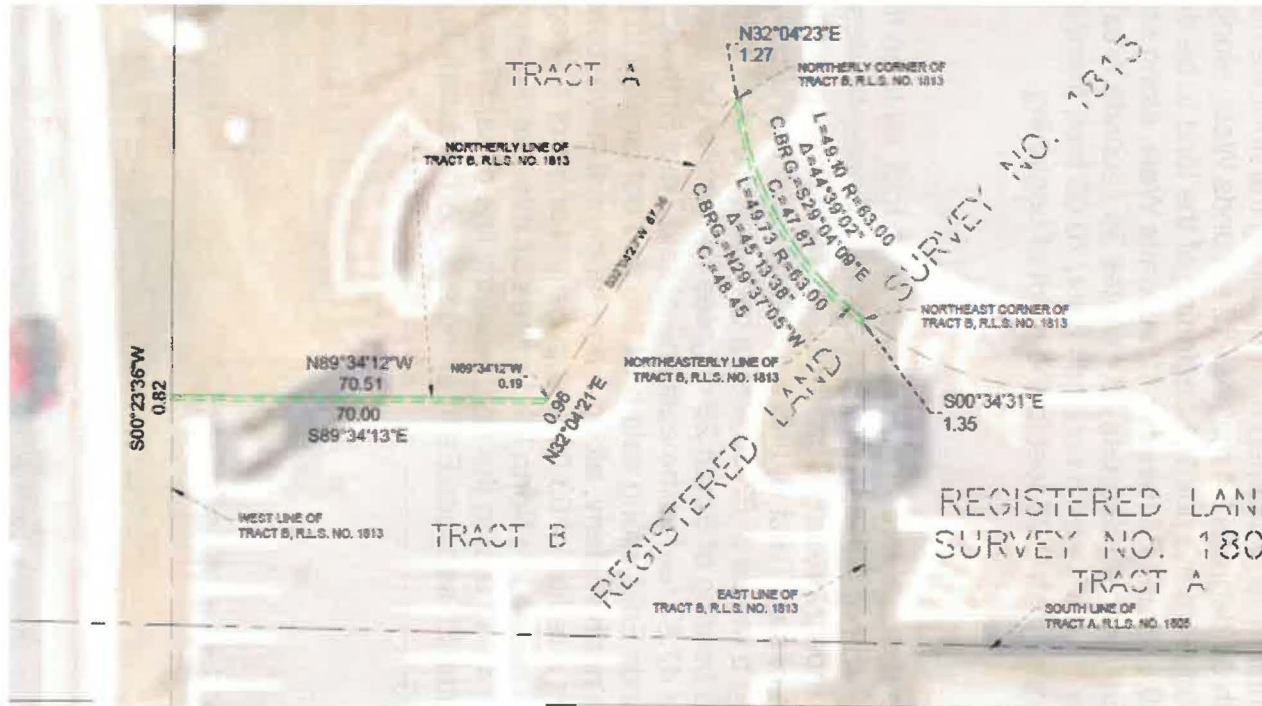 N32°04'23"E
1.27
TRACT A
NORTHERLY CORNER OF
TRACT B, R.L.S. NO. 1813
NORTHERLY LINE OF
TRACT B, R.L.S. NO. 1813
L=49.10 R=63.00
Δ=44°39'02"
C.BRG.=S29°04'09"E
C.=47.87
L=49.73 R=63.00
Δ=45°13'38"
C.BRG.=N29°37'05"W
C.=48.45
REGISTERED LAND SURVEY NO. 1813
NORTHEAST CORNER OF
TRACT B, R.L.S. NO. 1813
NORTHEASTERLY LINE OF
TRACT B, R.L.S. NO. 1813
S00°23'36"W
0.82
N89°34'12"W
70.51
70.00
S89°34'13"E
N89°34'12"W
0.19
0.96
N32°04'21"E
S00°34'31"E
1.35
WEST LINE OF
TRACT B, R.L.S. NO. 1813
TRACT B
EAST LINE OF
TRACT B, R.L.S. NO. 1813
REGISTERED LAN
SURVEY NO. 180
TRACT A
SOUTH LINE OF
TRACT A, R.L.S. NO. 1805